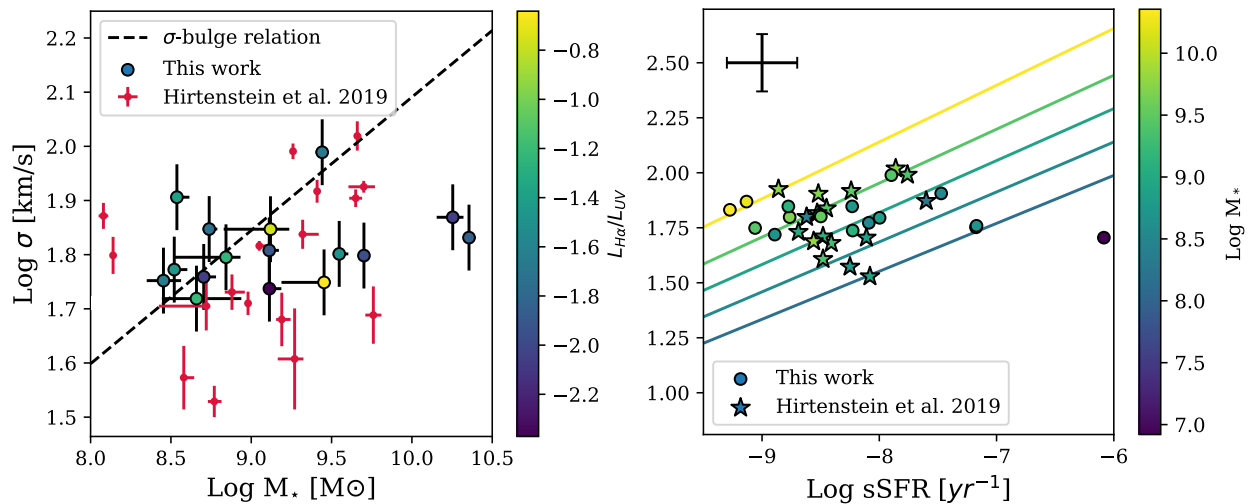 2.2
2.1
2.0
1.9
1.8
1.7
1.6
1.5
Log σ [km/s]
σ-bulge relation
This work
Hirtenstein et al. 2019
8.0 8.5 9.0 9.5 10.0 10.5
Log M⋆ [M⊙]
−0.8
−1.0
−1.2
−1.4
−1.6
−1.8
−2.0
−2.2
L_{Hα}/L_{UV}
2.50
2.25
2.00
1.75
1.50
1.25
1.00
This work
Hirtenstein et al. 2019
−9 −8 −7 −6
Log sSFR [yr⁻¹]
10.0
9.5
9.0
8.5
8.0
7.5
7.0
Log M_*